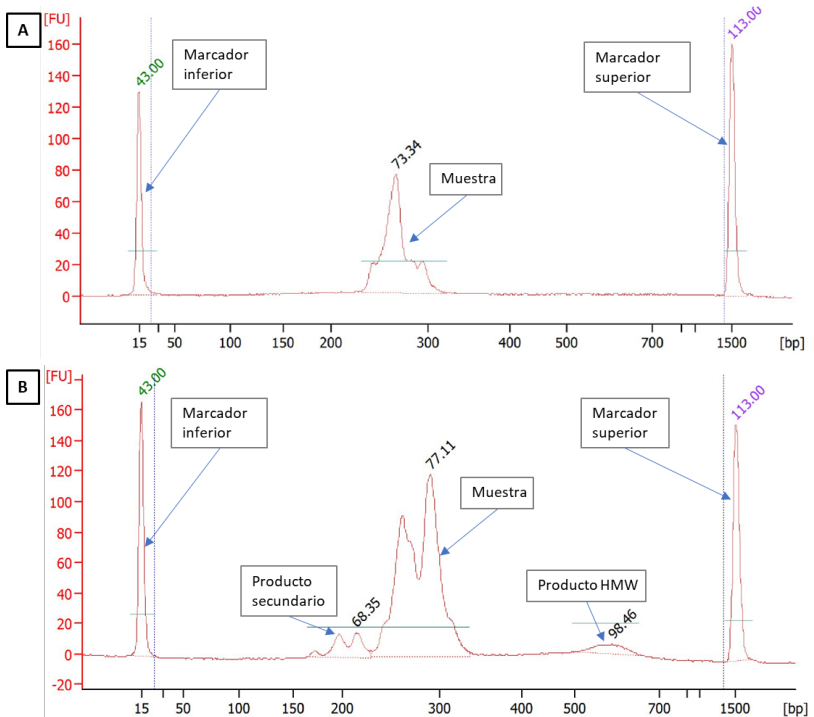 A
[FU]
43.00
113.00
Marcador
inferior
Marcador
superior
73.34
Muestra
160
140
120
100
80
60
40
20
0
15 50 100 150 200 300 400 500 700 1500 [bp]
B
[FU]
43.00
113.00
Marcador
inferior
Marcador
superior
77.11
Muestra
Producto
secundario
68.35
Producto HMW
98.46
160
140
120
100
80
60
40
20
0
-20
15 50 100 150 200 300 400 500 700 1500 [bp]